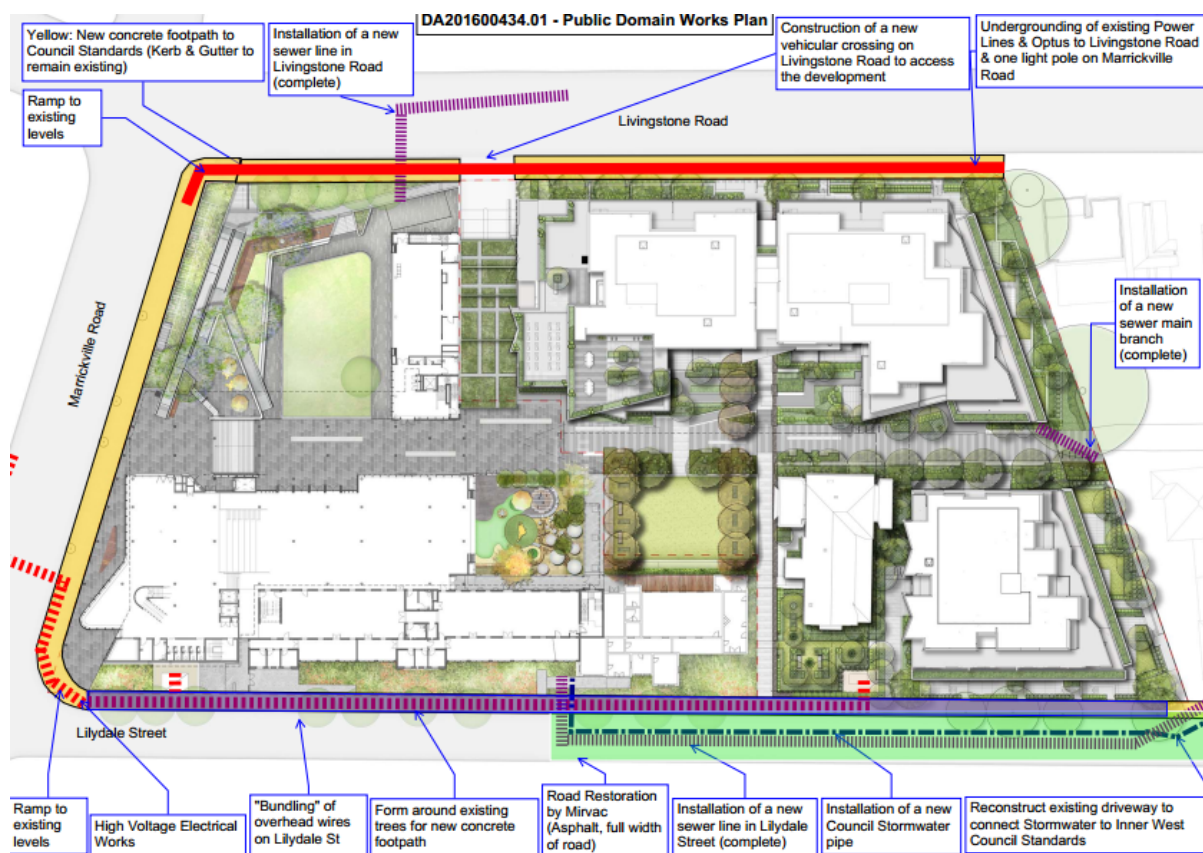 DA201600434.01 - Public Domain Works Plan
Yellow: New concrete footpath to
Council Standards (Kerb & Gutter to
remain existing)
Installation of a new
sewer line in
Livingstone Road
(complete)
Construction of a new
vehicular crossing on
Livingstone Road to access
the development
Undergrounding of existing Power
Lines & Optus to Livingstone Road
& one light pole on Marrickville
Road
Ramp to
existing
levels
Livingstone Road
Marrickville Road
Installation
of a new
sewer main
branch
(complete)
Lilydale Street
Ramp to
existing
levels
High Voltage Electrical
Works
"Bundling" of
overhead wires
on Lilydale St
Form around existing
trees for new concrete
footpath
Road Restoration
by Mirvac
(Asphalt, full width
of road)
Installation of a new
sewer line in Lilydale
Street (complete)
Installation of a new
Council Stormwater
pipe
Reconstruct existing driveway to
connect Stormwater to Inner West
Council Standards